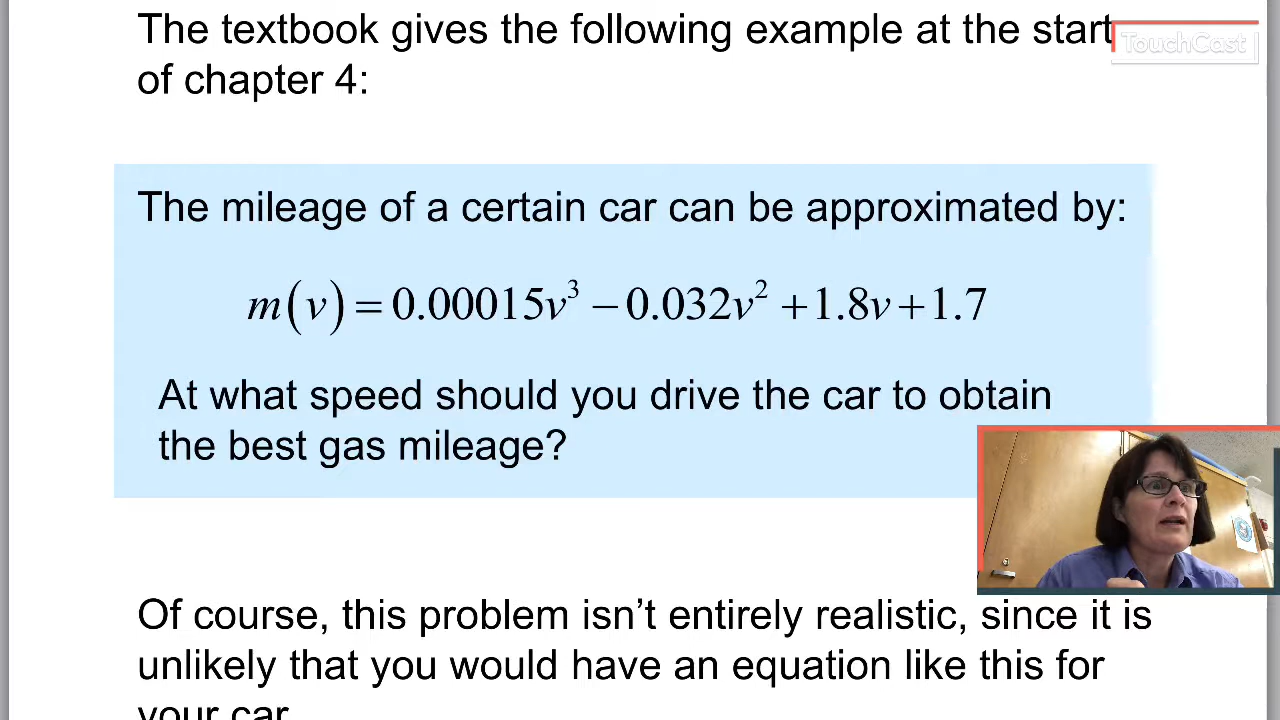 The textbook gives the following example at the start
TouchCast
of chapter 4:
The mileage of a certain car can be approximated by:
m(v) = 0.00015v³ − 0.032v² + 1.8v + 1.7
At what speed should you drive the car to obtain
the best gas mileage?
Of course, this problem isn’t entirely realistic, since it is
unlikely that you would have an equation like this for
your car.